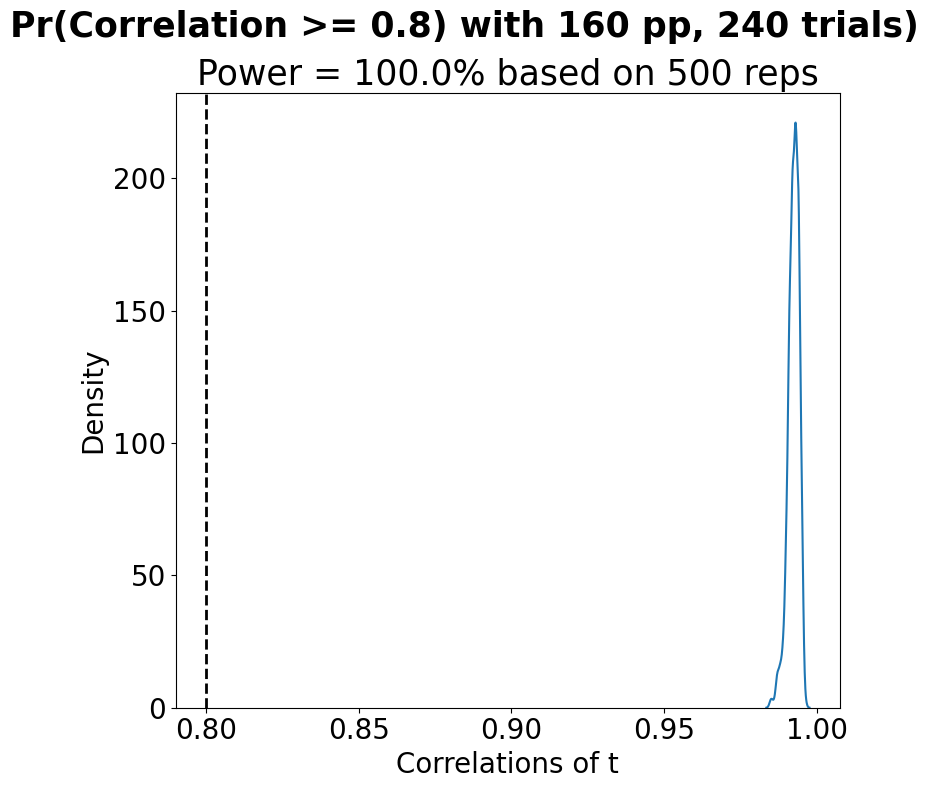 Pr(Correlation >= 0.8) with 160 pp, 240 trials)
Power = 100.0% based on 500 reps
200
150
100
50
0
Density
0.80 0.85 0.90 0.95 1.00
Correlations of t